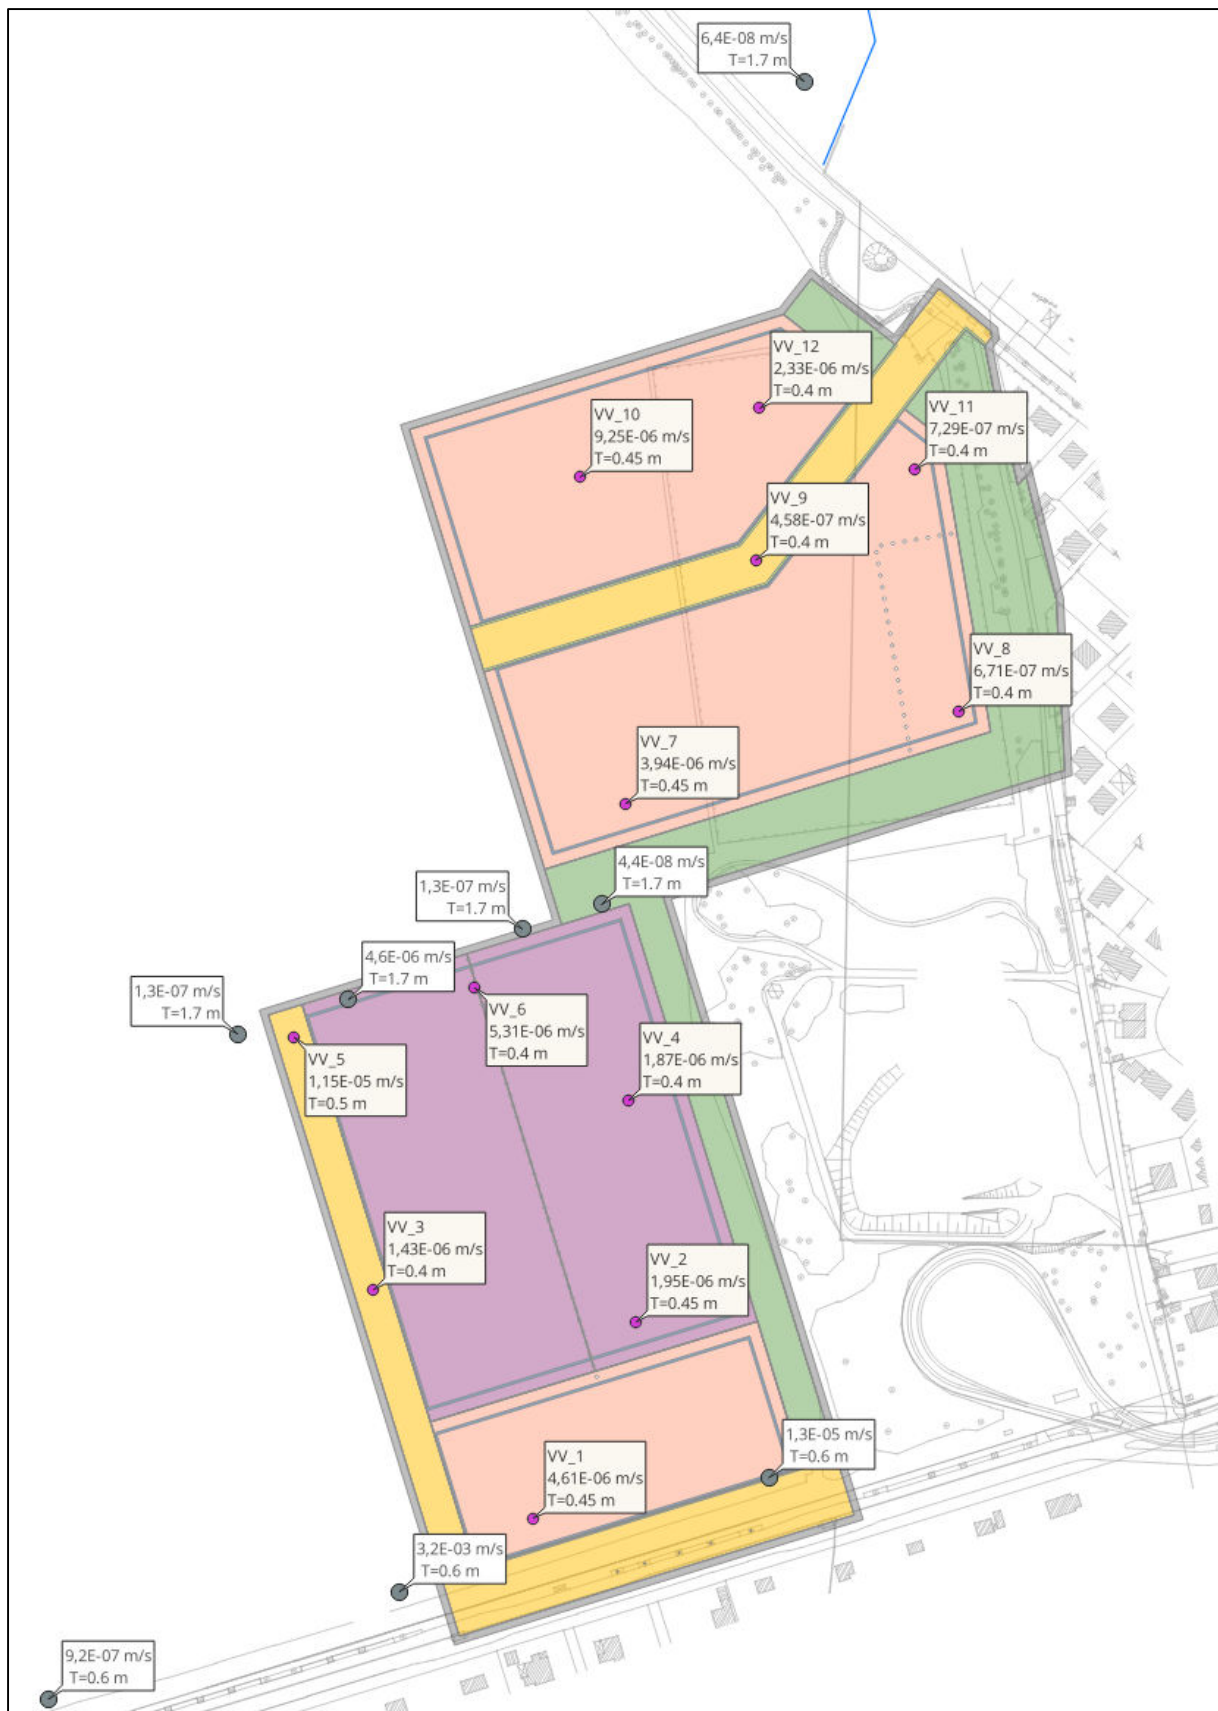 6,4E-08 m/s
T=1.7 m
VV_12
2,33E-06 m/s
T=0.4 m
VV_11
7,29E-07 m/s
T=0.4 m
VV_10
9,25E-06 m/s
T=0.45 m
VV_9
4,58E-07 m/s
T=0.4 m
VV_8
6,71E-07 m/s
T=0.4 m
VV_7
3,94E-06 m/s
T=0.45 m
4,4E-08 m/s
T=1.7 m
1,3E-07 m/s
T=1.7 m
4,6E-06 m/s
T=1.7 m
1,3E-07 m/s
T=1.7 m
VV_6
5,31E-06 m/s
T=0.4 m
VV_4
1,87E-06 m/s
T=0.4 m
VV_5
1,15E-05 m/s
T=0.5 m
VV_3
1,43E-06 m/s
T=0.4 m
VV_2
1,95E-06 m/s
T=0.45 m
1,3E-05 m/s
T=0.6 m
VV_1
4,61E-06 m/s
T=0.45 m
3,2E-03 m/s
T=0.6 m
9,2E-07 m/s
T=0.6 m